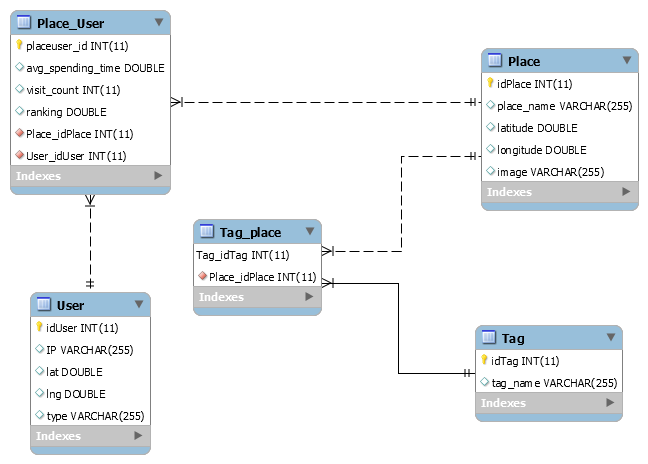 Place_User
placeuser_id INT(11)
avg_spending_time DOUBLE
visit_count INT(11)
ranking DOUBLE
Place_idPlace INT(11)
User_idUser INT(11)
Indexes
Place
idPlace INT(11)
place_name VARCHAR(255)
latitude DOUBLE
longitude DOUBLE
image VARCHAR(255)
Indexes
Tag_place
Tag_idTag INT(11)
Place_idPlace INT(11)
Indexes
User
idUser INT(11)
IP VARCHAR(255)
lat DOUBLE
lng DOUBLE
type VARCHAR(255)
Indexes
Tag
idTag INT(11)
tag_name VARCHAR(255)
Indexes